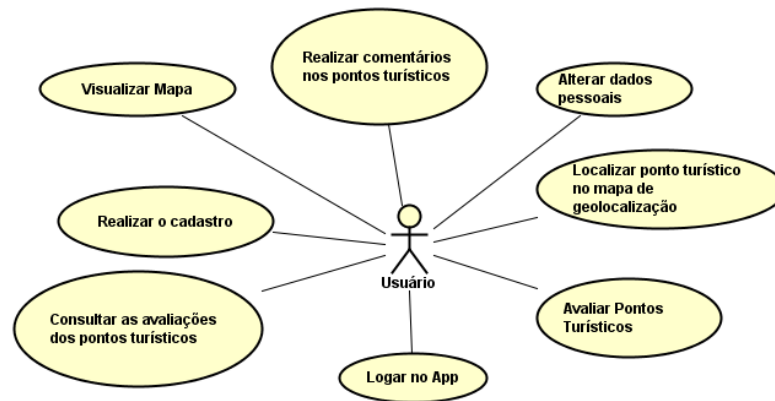 Realizar comentários
nos pontos turísticos
Visualizar Mapa
Alterar dados
pessoais
Localizar ponto turístico
no mapa de
geolocalização
Realizar o cadastro
Usuário
Consultar as avaliações
dos pontos turísticos
Avaliar Pontos
Turísticos
Logar no App